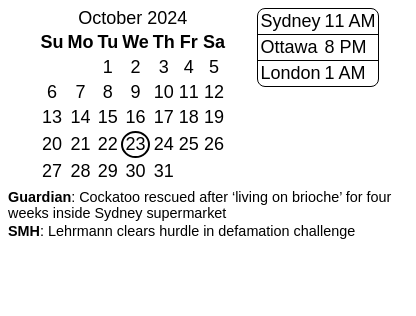 October 2024
Su Mo Tu We Th Fr Sa
1 2 3 4 5
6 7 8 9 10 11 12
13 14 15 16 17 18 19
20 21 22 23 24 25 26
27 28 29 30 31
Sydney 11 AM
Ottawa 8 PM
London 1 AM
Guardian: Cockatoo rescued after ‘living on brioche’ for four
weeks inside Sydney supermarket
SMH: Lehrmann clears hurdle in defamation challenge